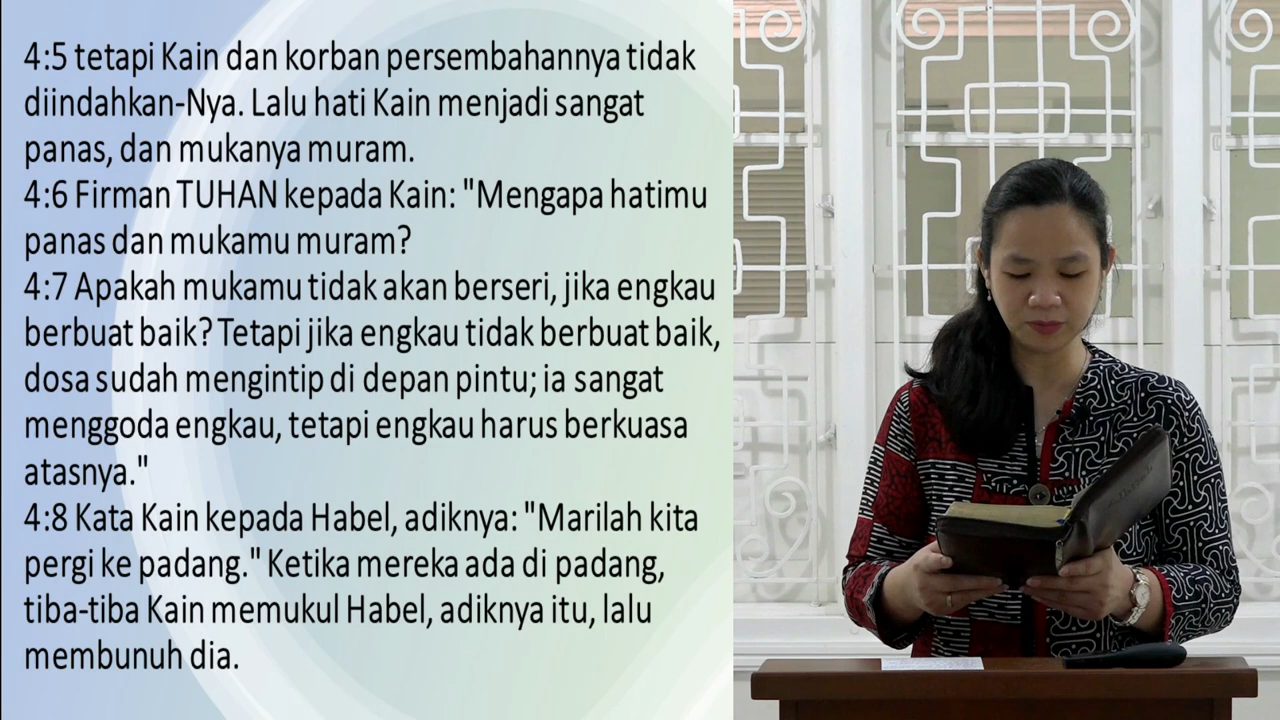 4:5 tetapi Kain dan korban persembahannya tidak
diindahkan-Nya. Lalu hati Kain menjadi sangat
panas, dan mukanya muram.
4:6 Firman TUHAN kepada Kain: "Mengapa hatimu
panas dan mukamu muram?
4:7 Apakah mukamu tidak akan berseri, jika engkau
berbuat baik? Tetapi jika engkau tidak berbuat baik,
dosa sudah mengintip di depan pintu; ia sangat
menggoda engkau, tetapi engkau harus berkuasa
atasnya."
4:8 Kata Kain kepada Habel, adiknya: "Marilah kita
pergi ke padang." Ketika mereka ada di padang,
tiba-tiba Kain memukul Habel, adiknya itu, lalu
membunuh dia.